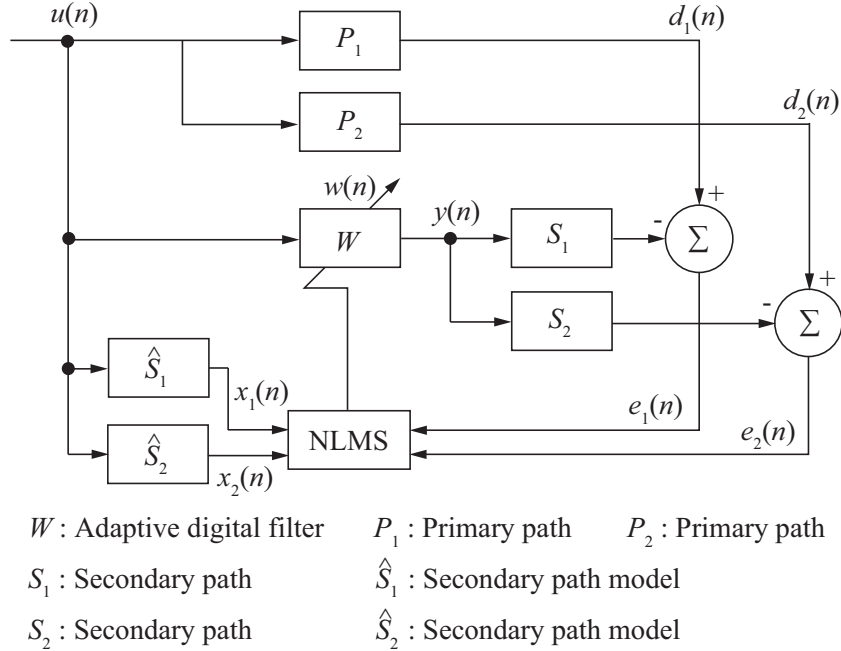 u(n)
P₁
d₁(n)
P₂
d₂(n)
w(n)
W
y(n)
S₁
S₂
+
-
Σ
+
-
Σ
Ŝ₁
x₁(n)
Ŝ₂
x₂(n)
NLMS
e₁(n)
e₂(n)
W : Adaptive digital filter P₁ : Primary path P₂ : Primary path
S₁ : Secondary path Ŝ₁ : Secondary path model
S₂ : Secondary path Ŝ₂ : Secondary path model